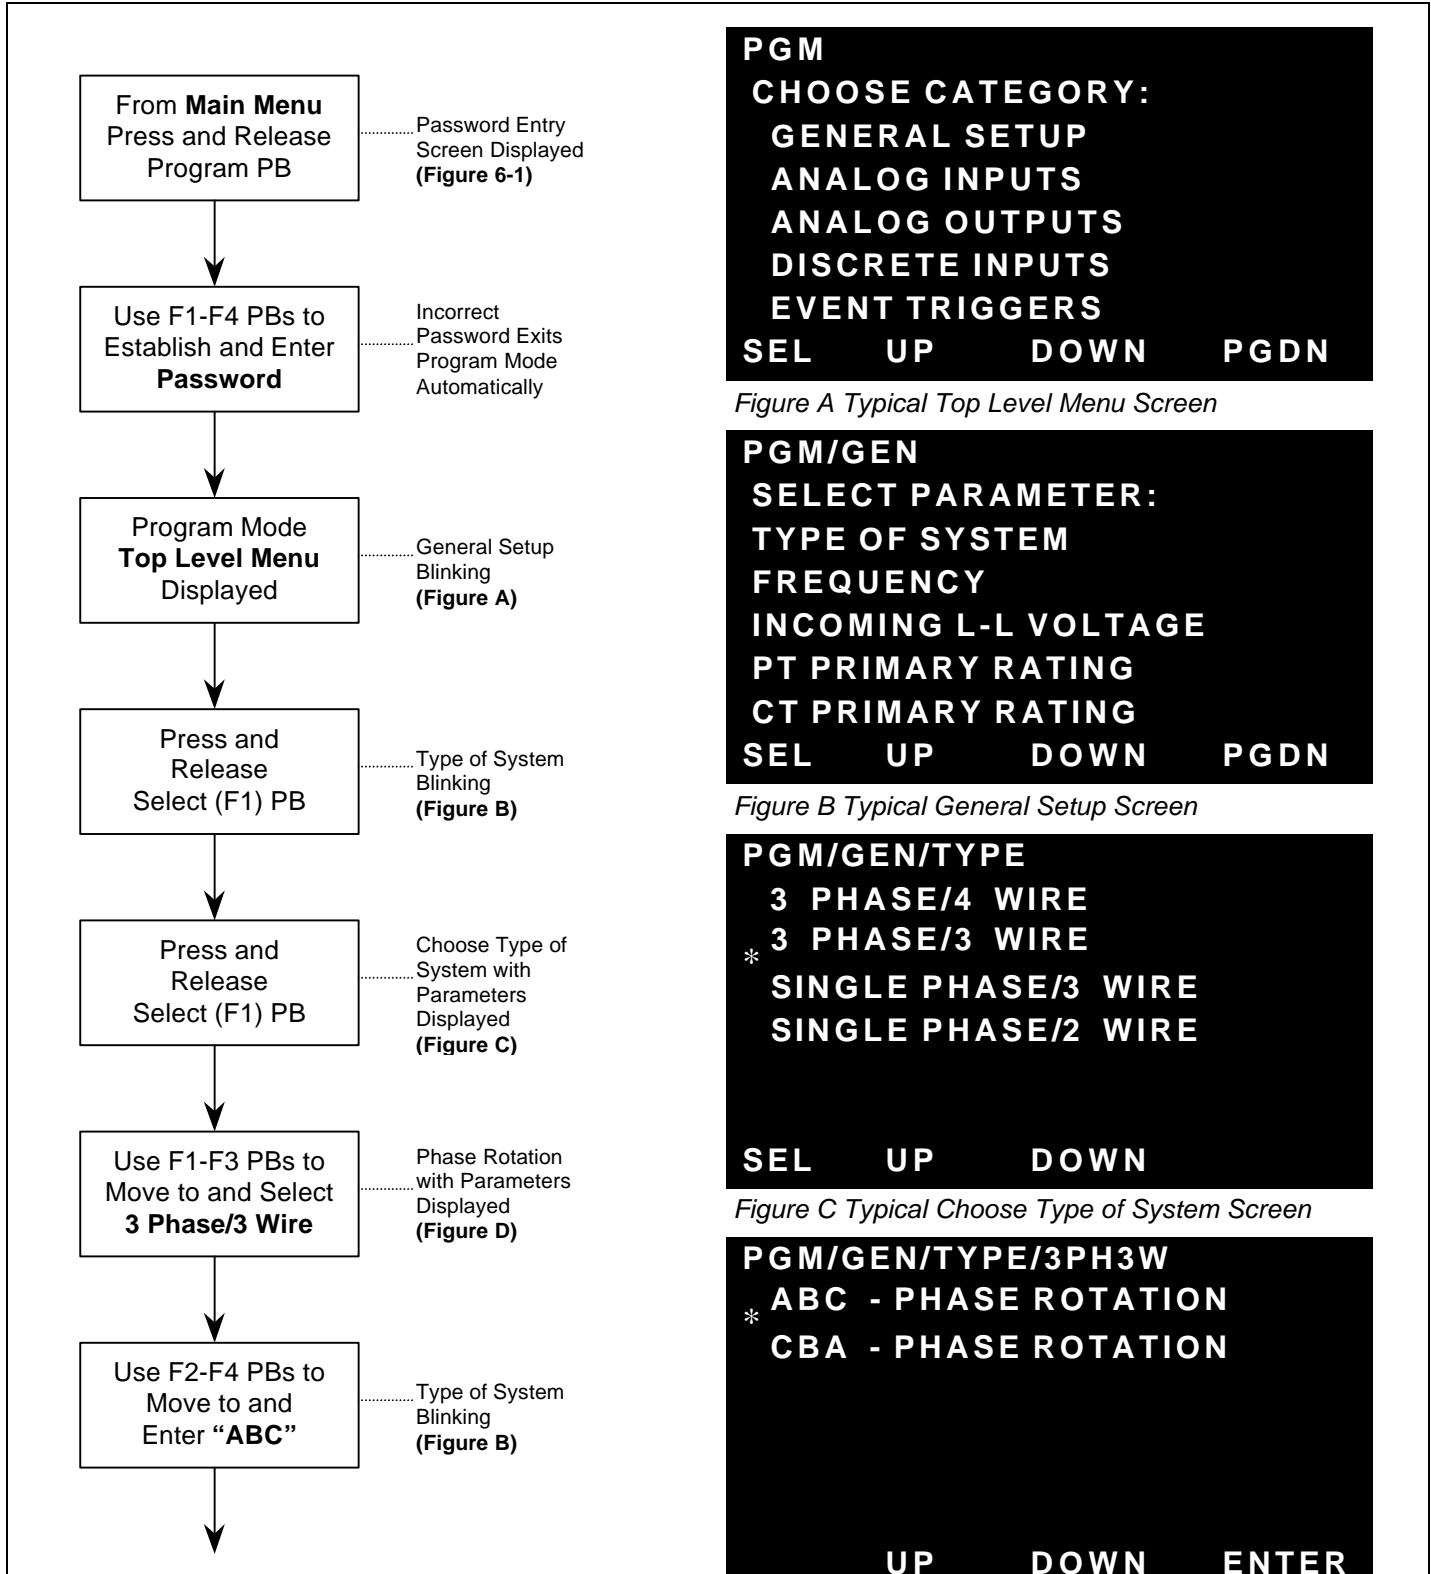 From Main Menu
Press and Release
Program PB
Password Entry
Screen Displayed
(Figure 6-1)
Use F1-F4 PBs to
Establish and Enter
Password
Incorrect
Password Exits
Program Mode
Automatically
Program Mode
Top Level Menu
Displayed
General Setup
Blinking
(Figure A)
Press and
Release
Select (F1) PB
Type of System
Blinking
(Figure B)
Press and
Release
Select (F1) PB
Choose Type of
System with
Parameters
Displayed
(Figure C)
Use F1-F3 PBs to
Move to and Select
3 Phase/3 Wire
Phase Rotation
with Parameters
Displayed
(Figure D)
Use F2-F4 PBs to
Move to and
Enter “ABC”
Type of System
Blinking
(Figure B)
PGM
CHOOSE CATEGORY:
GENERAL SETUP
ANALOG INPUTS
ANALOG OUTPUTS
DISCRETE INPUTS
EVENT TRIGGERS
SEL UP DOWN PGDN
Figure A Typical Top Level Menu Screen
PGM/GEN
SELECT PARAMETER:
TYPE OF SYSTEM
FREQUENCY
INCOMING L-L VOLTAGE
PT PRIMARY RATING
CT PRIMARY RATING
SEL UP DOWN PGDN
Figure B Typical General Setup Screen
PGM/GEN/TYPE
3 PHASE/4 WIRE
* 3 PHASE/3 WIRE
SINGLE PHASE/3 WIRE
SINGLE PHASE/2 WIRE
SEL UP DOWN
Figure C Typical Choose Type of System Screen
PGM/GEN/TYPE/3PH3W
* ABC - PHASE ROTATION
CBA - PHASE ROTATION
UP DOWN ENTER